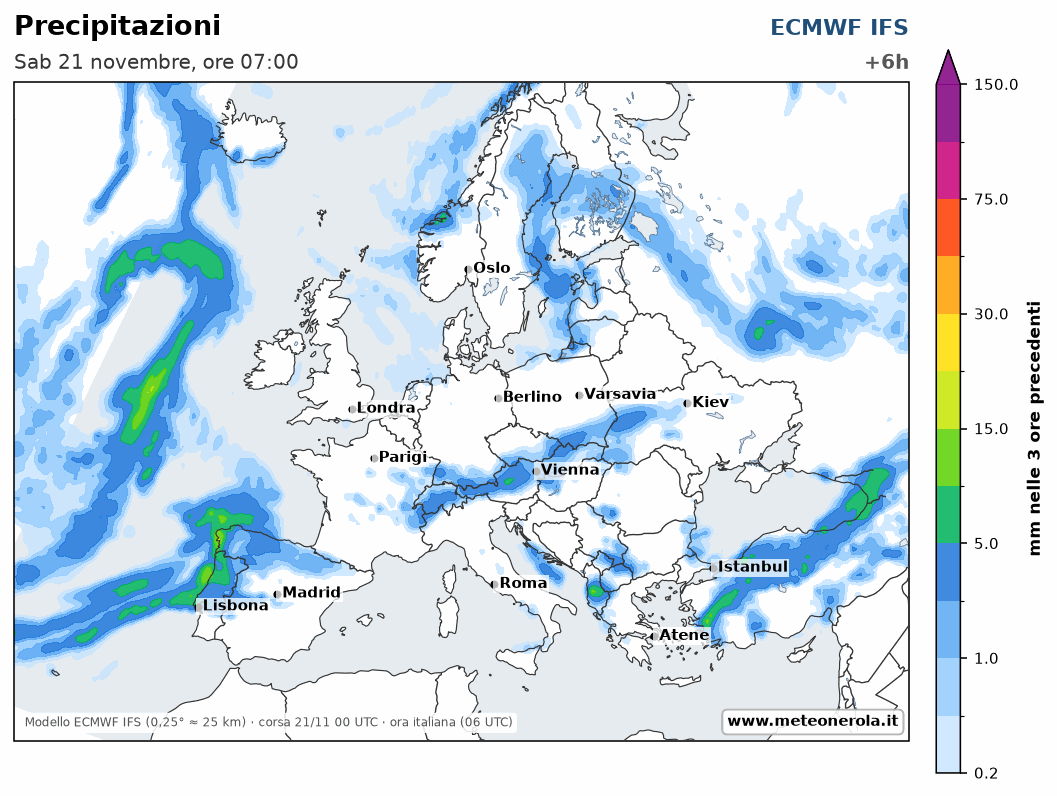 Precipitazioni
ECMWF IFS
Sab 21 novembre, ore 07:00
+6h
150.0
75.0
30.0
15.0
5.0
1.0
0.2
mm nelle 3 ore precedenti
Oslo
Londra
Berlino
Varsavia
Kiev
Parigi
Vienna
Istanbul
Roma
Madrid
Lisbona
Atene
Modello ECMWF IFS (0,25° ≈ 25 km) · corsa 21/11 00 UTC · ora italiana (06 UTC)
www.meteonerola.it